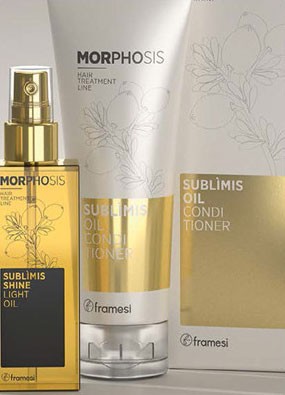 MORPHOSIS
HAIR
TREATMENT
LINE
SUBLÌMIS
SHINE
LIGHT
OIL
framesi
MORPHOSIS
HAIR
TREATMENT
LINE
SUBLÌMIS
OIL
CONDI
TIONER
framesi
SUBLÌMIS
OIL
CONDI
TIONER
framesi